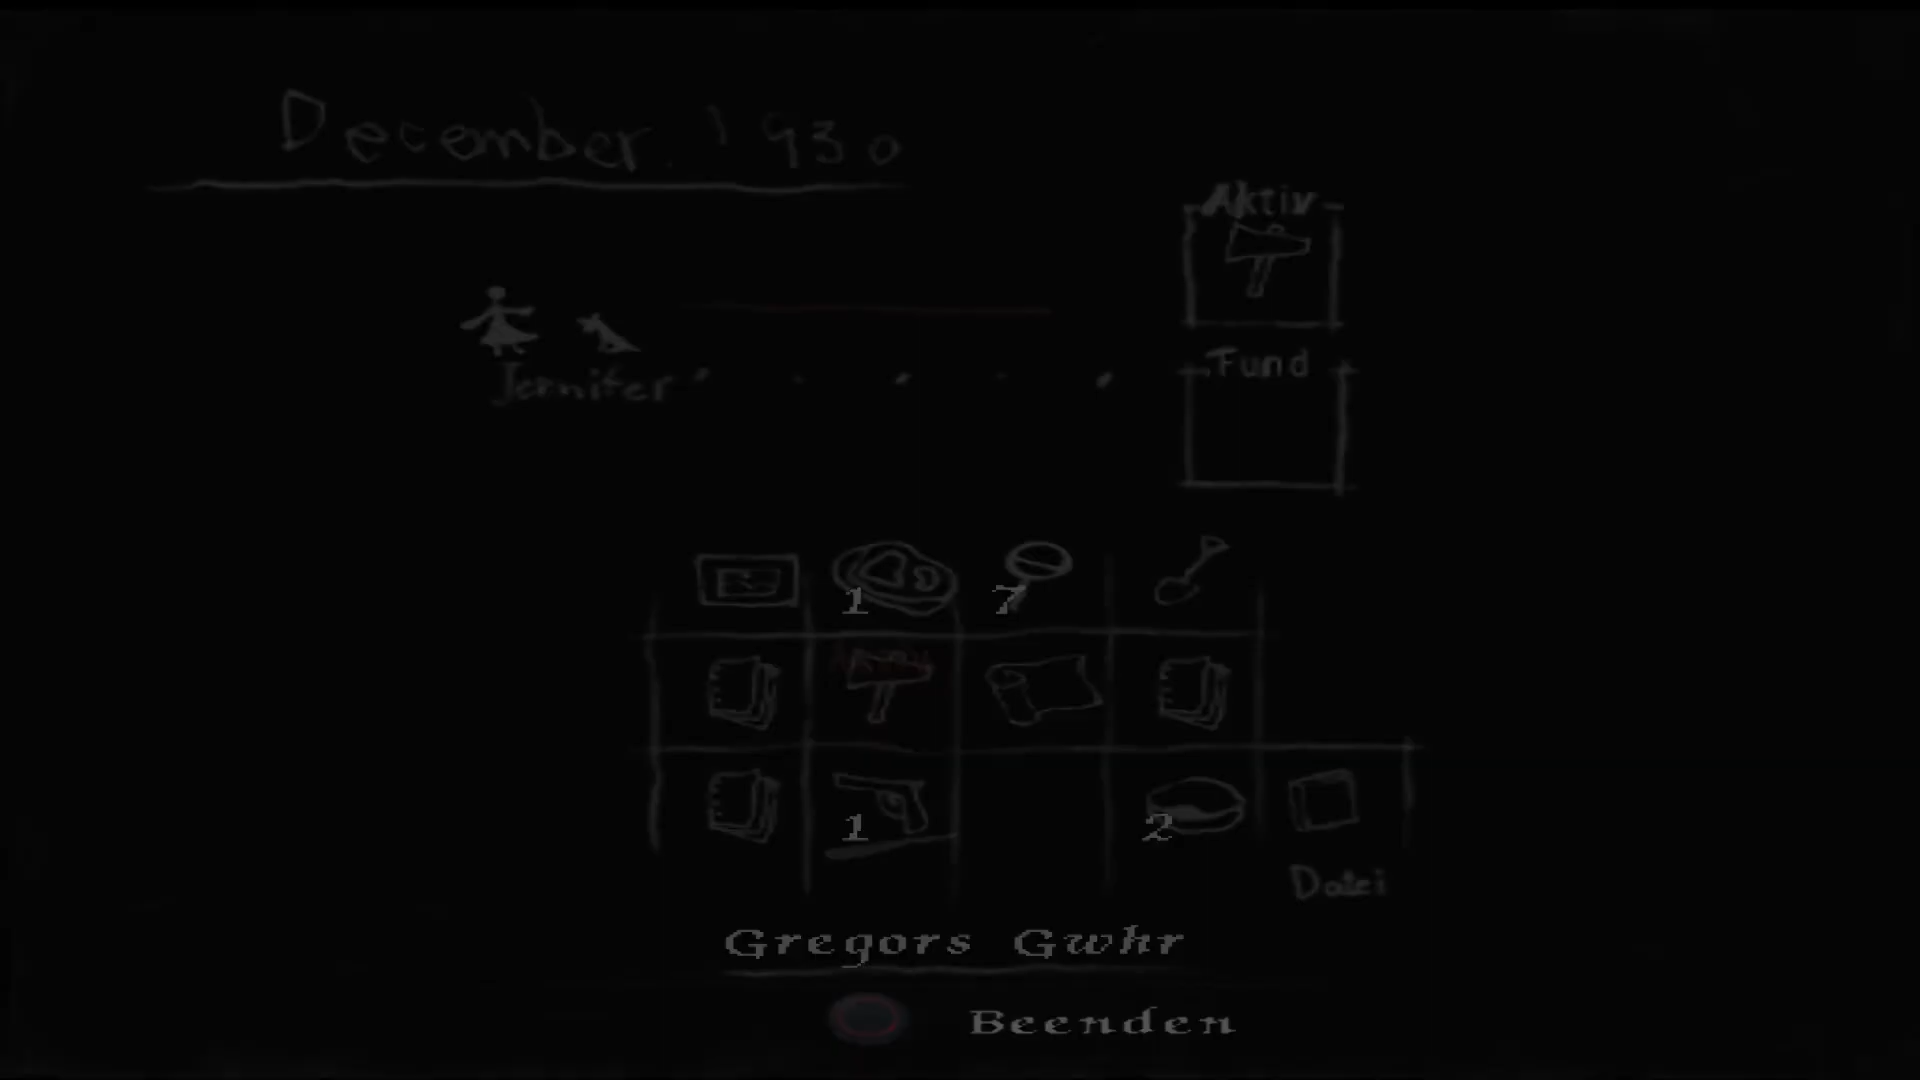 December 1930
Aktiv
Jennifer
Fund
1 7
1 2
Datei
Gregors Gwhr
Beenden